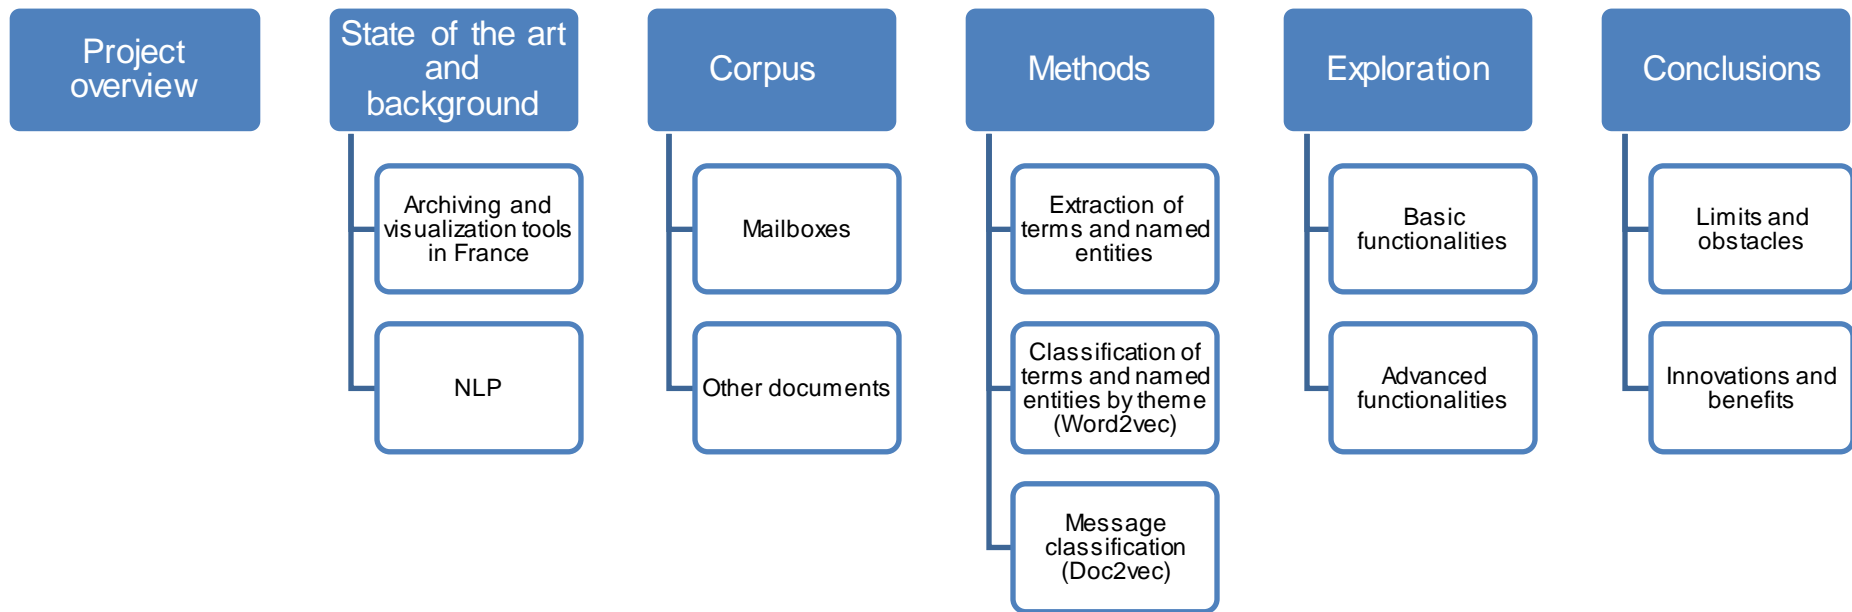 Project
overview
State of the art
and
background
Archiving and
visualization tools
in France
NLP
Corpus
Mailboxes
Other documents
Methods
Extraction of
terms and named
entities
Classification of
terms and named
entities by theme
(Word2vec)
Message
classification
(Doc2vec)
Exploration
Basic
functionalities
Advanced
functionalities
Conclusions
Limits and
obstacles
Innovations and
benefits